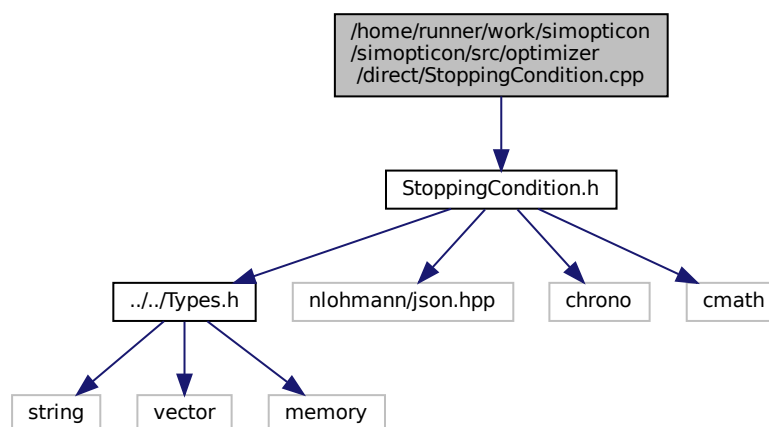 /home/runner/work/simopticon
/simopticon/src/optimizer
/direct/StoppingCondition.cpp
StoppingCondition.h
../../Types.h
nlohmann/json.hpp
chrono
cmath
string
vector
memory